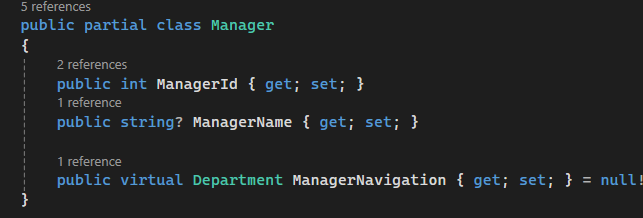 5 references
public partial class Manager
{
2 references
public int ManagerId { get; set; }
1 reference
public string? ManagerName { get; set; }
1 reference
public virtual Department ManagerNavigation { get; set; } = null!
}